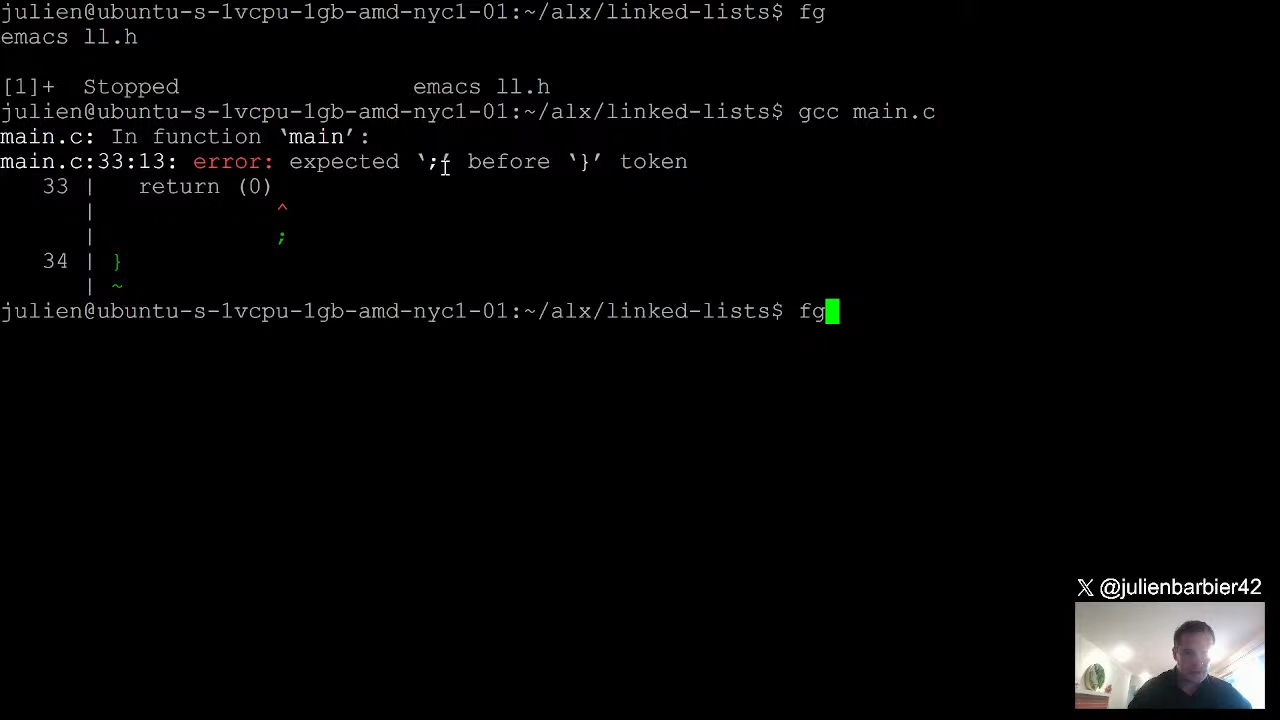 julien@ubuntu-s-1vcpu-1gb-amd-nyc1-01:~/alx/linked-lists$ fg
emacs ll.h
[1]+  Stopped                 emacs ll.h
julien@ubuntu-s-1vcpu-1gb-amd-nyc1-01:~/alx/linked-lists$ gcc main.c
main.c: In function ‘main’:
main.c:33:13: error: expected ‘;’ before ‘}’ token
   33 |   return (0)
      |             ^
      |             ;
   34 | }
      | ~
julien@ubuntu-s-1vcpu-1gb-amd-nyc1-01:~/alx/linked-lists$ fg
𝕏 @julienbarbier42